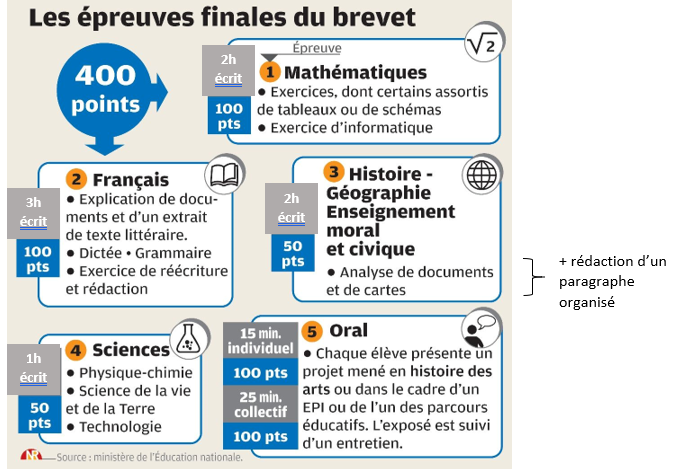 Les épreuves finales du brevet
400
points
Épreuve
√2
2h
écrit
100
pts
1 Mathématiques
• Exercices, dont certains assortis
de tableaux ou de schémas
• Exercice d'informatique
3h
écrit
100
pts
2 Français
• Explication de docu-
ments et d'un extrait
de texte littéraire.
• Dictée • Grammaire
• Exercice de réécriture
et rédaction
2h
écrit
50
pts
3 Histoire -
Géographie
Enseignement
moral
et civique
• Analyse de documents
et de cartes
+ rédaction d'un
paragraphe
organisé
1h
écrit
50
pts
4 Sciences
• Physique-chimie
• Science de la vie
et de la Terre
• Technologie
15 min.
individuel
100 pts
25 min.
collectif
100 pts
5 Oral
• Chaque élève présente un
projet mené en histoire des
arts ou dans le cadre d'un
EPI ou de l'un des parcours
éducatifs. L'exposé est suivi
d'un entretien.
NR
Source : ministère de l'Éducation nationale.